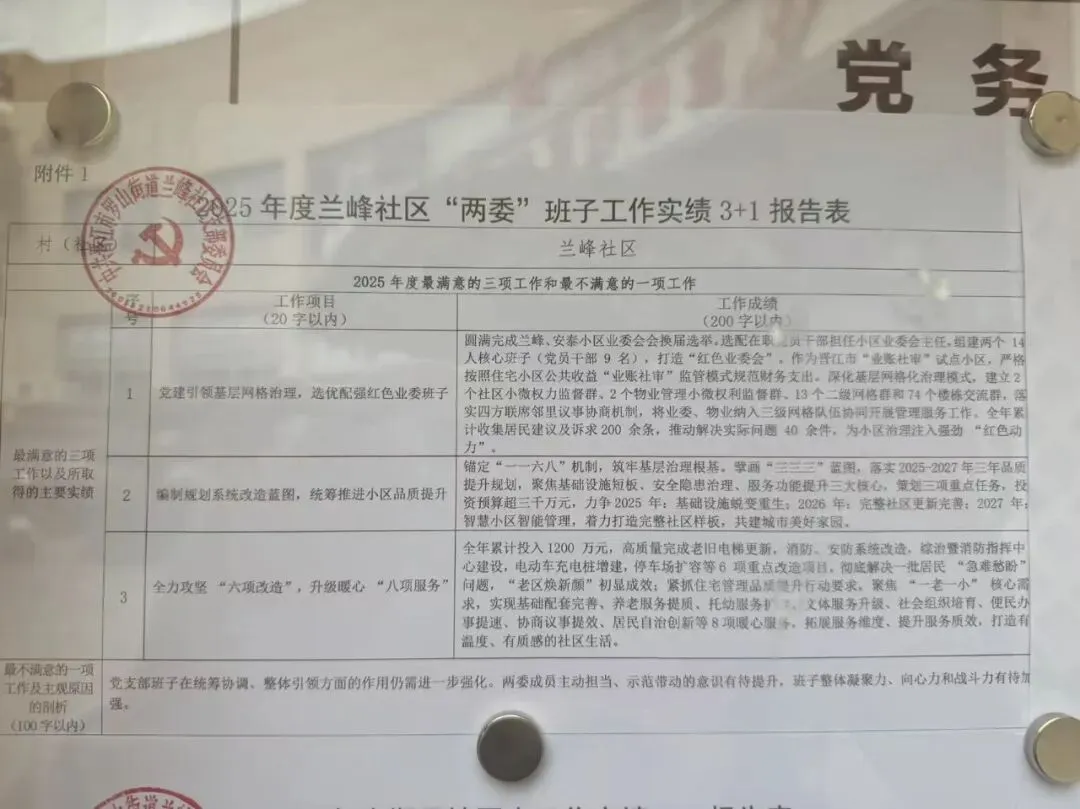 党 务
附件 1
2025 年度兰峰社区“两委”班子工作实绩 3+1 报告表
村（社
兰峰社区
2025 年度最满意的三项工作和最不满意的一项工作
序
号
工作项目
（20 字以内）
工作成绩
（200 字以内）
最满意的三项
工作以及所取
得的主要实绩
1
党建引领基层网格治理，选优配强红色业委班子
圆满完成兰峰、安泰小区业委会会换届选举。选配在职党员干部担任小区业委会主任，组建两个 14
人核心班子（党员干部 9 名），打造“红色业委会”。作为晋江市“业账社审”试点小区，严格
按照住宅小区公共收益“业账社审”监管模式规范财务支出。深化基层网格化治理模式，建立 2
个社区小微权力监督群、2 个物业管理小微权利监督群、13 个二级网格群和 74 个楼栋交流群，落
实四方联席邻里议事协商机制，将业委、物业纳入三级网格队伍协同开展管理服务工作。全年累
计收集居民建议及诉求 200 余条，推动解决实际问题 40 余件，为小区治理注入强劲“红色动
力”。
2
编制规划系统改造蓝图，统筹推进小区品质提升
锚定“一一六八”机制，筑牢基层治理根基。擘画“三三三”蓝图，落实 2025-2027 年三年品质
提升规划，聚焦基础设施短板、安全隐患治理、服务功能提升三大核心，策划三项重点任务，投
资预算超三千万元，力争 2025 年：基础设施蜕变重生；2026 年：完整社区更新完善；2027 年：
智慧小区智能管理，着力打造完整社区样板，共建城市美好家园。
3
全力攻坚“六项改造”，升级暖心“八项服务”
全年累计投入 1200 万元，高质量完成老旧电梯更新，消防、安防系统改造，综治暨消防指挥中
心建设，电动车充电桩增建，停车场扩容等 6 项重点改造项目，彻底解决一批居民“急难愁盼”
问题，“老区焕新颜”初显成效；紧抓住宅管理品质提升行动要求，聚焦“一老一小”核心需
求，实现基础配套完善、养老服务提质、托幼服务扩 、文体服务升级、社会组织培育、便民办
事提速、协商议事提效、居民自治创新等 8 项暖心服务，拓展服务维度、提升服务质效，打造有
温度、有质感的社区生活。
最不满意的一项
工作及主观原因
的剖析
（100 字以内）
党支部班子在统筹协调、整体引领方面的作用仍需进一步强化。两委成员主动担当、示范带动的意识有待提升，班子整体凝聚力、向心力和战斗力有待加
强。
中共晋江市罗山街道兰峰社区支部委员会